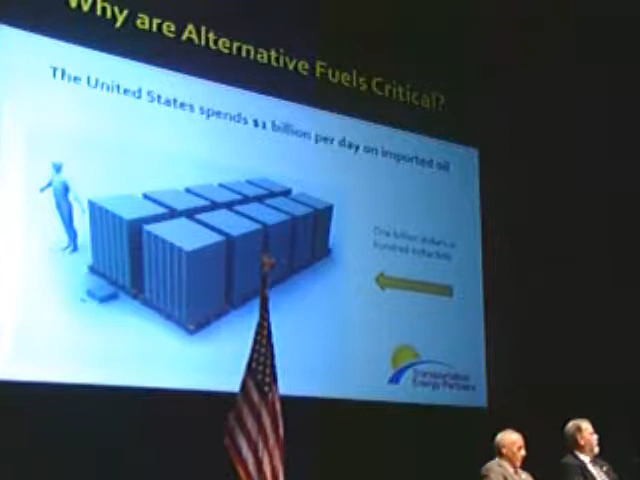 Why are Alternative Fuels Critical?
The United States spends $1 billion per day on imported oil
One billion dollars in
hundred dollar bills
Transportation
Energy Partners